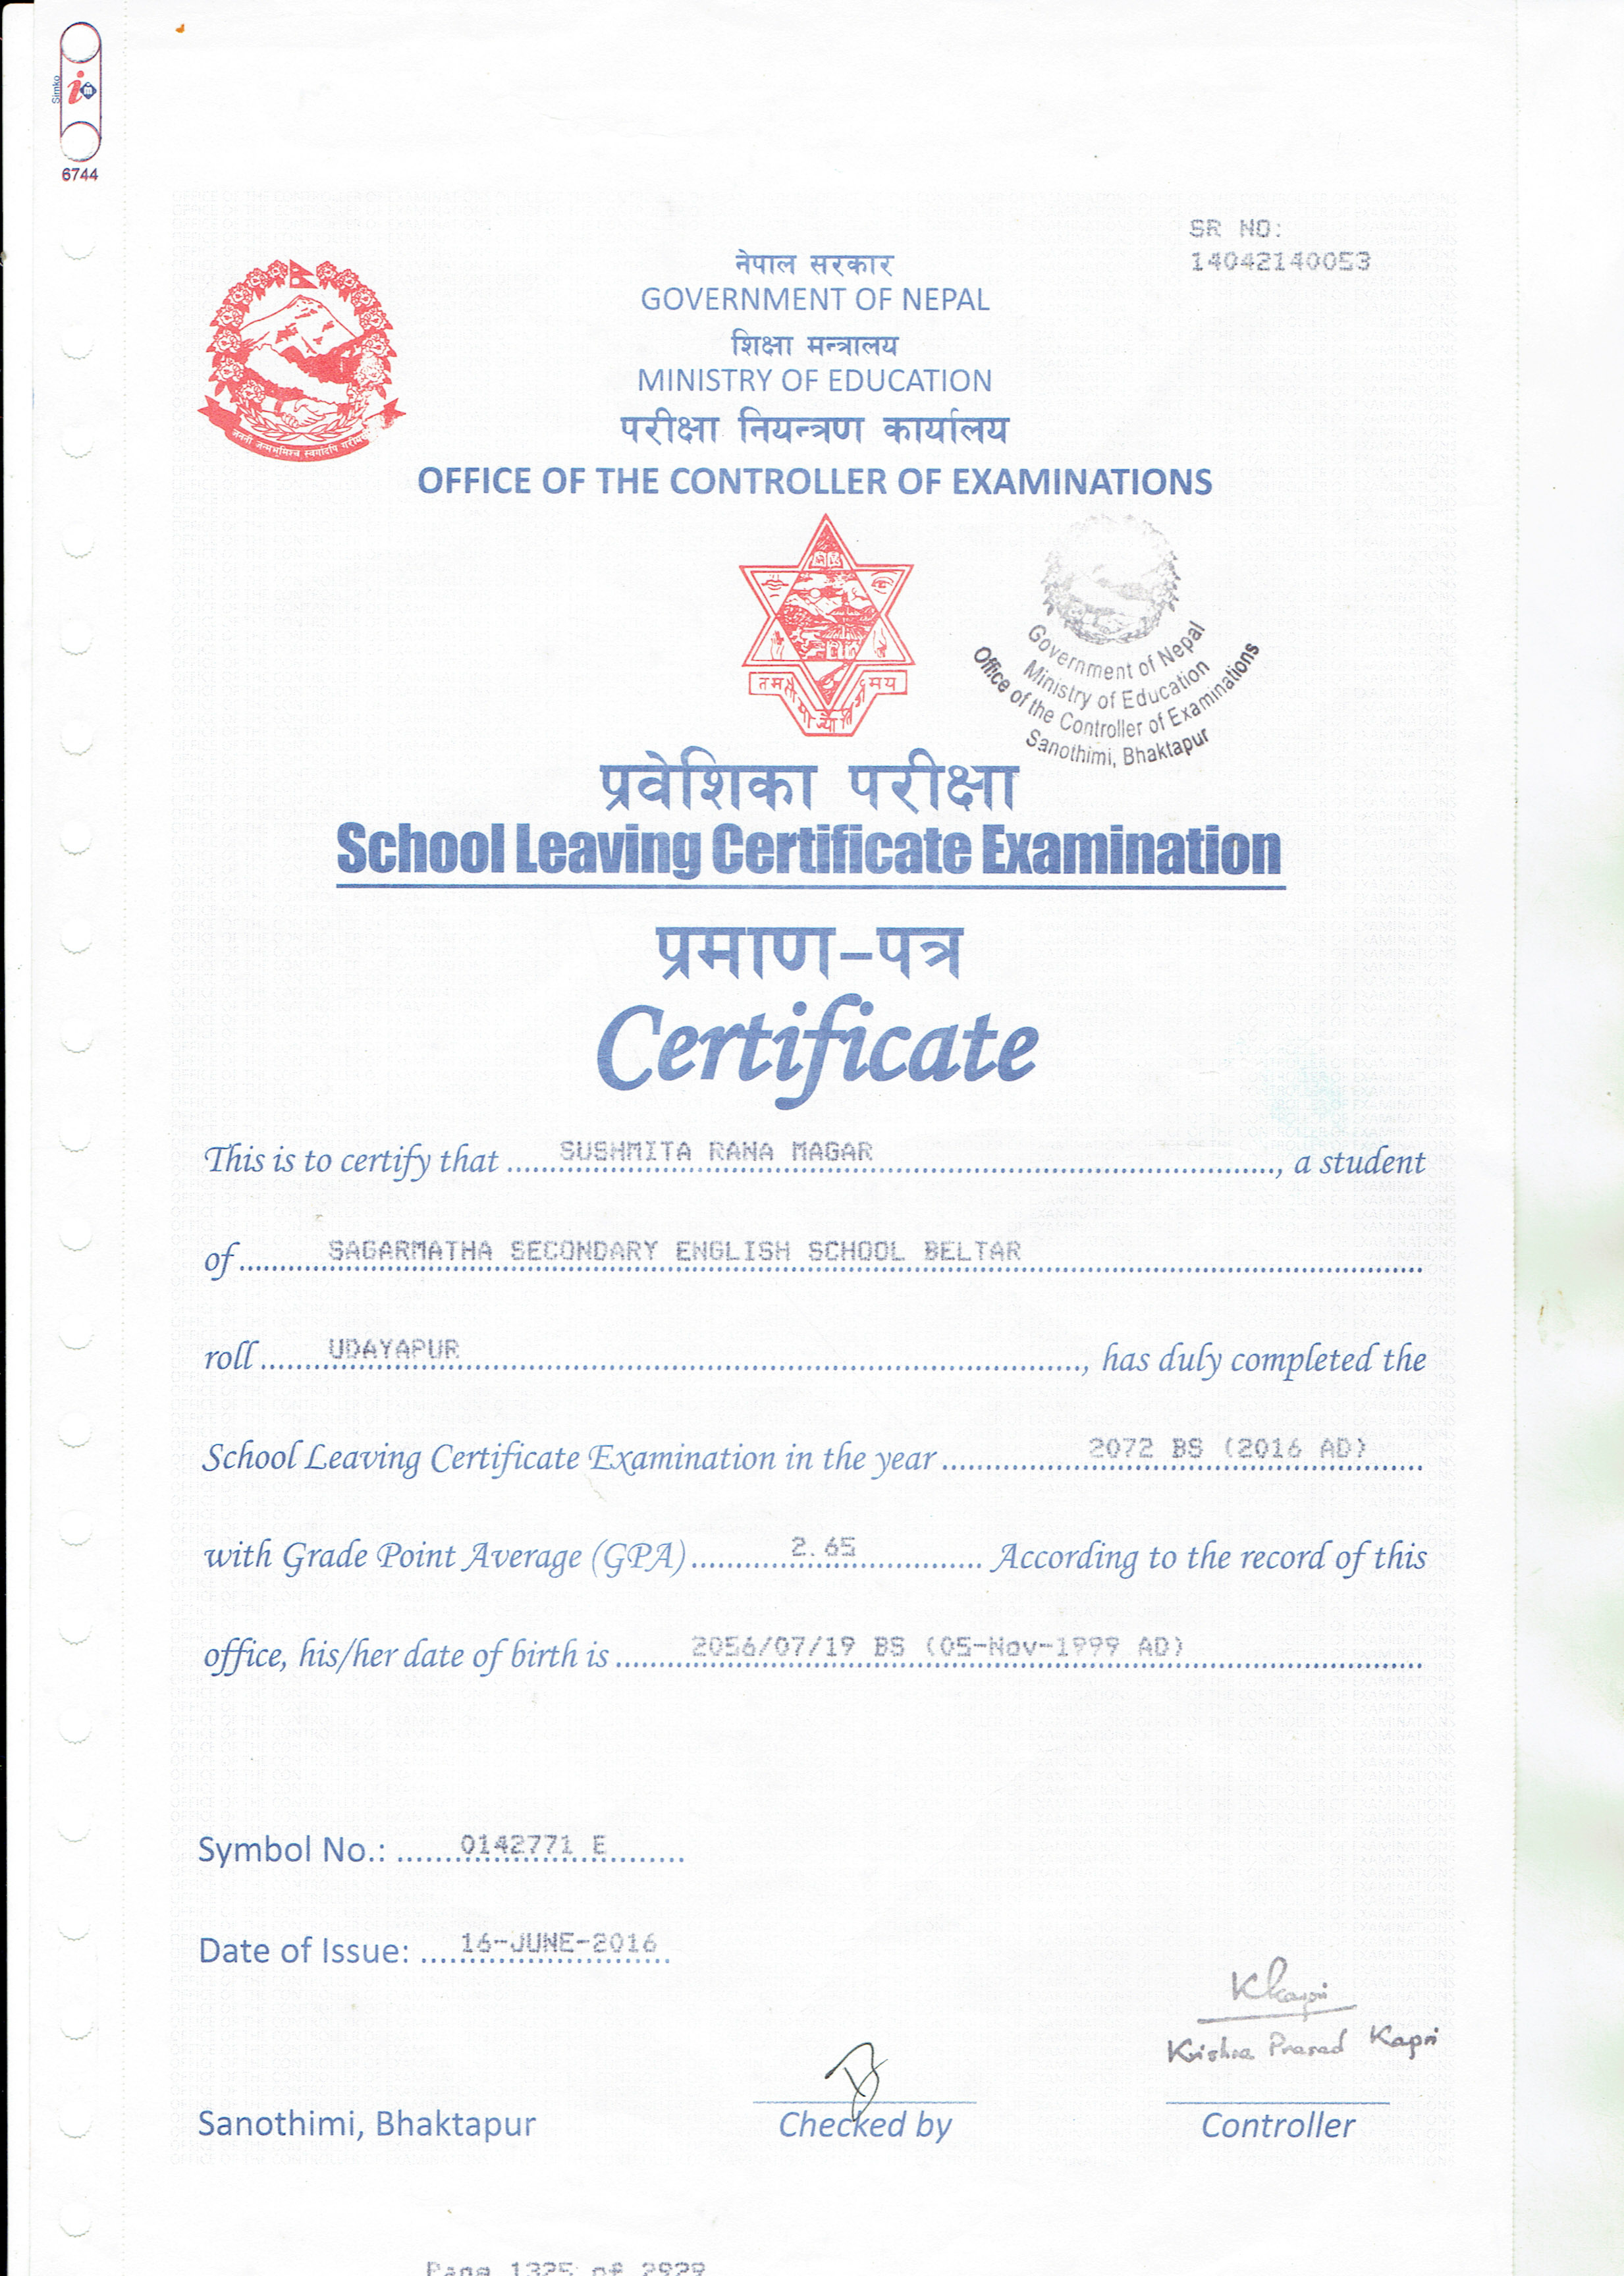 Simko
im
6744
SR NO:
14042140053
नेपाल सरकार
GOVERNMENT OF NEPAL
शिक्षा मन्त्रालय
MINISTRY OF EDUCATION
परीक्षा नियन्त्रण कार्यालय
OFFICE OF THE CONTROLLER OF EXAMINATIONS
जननी जन्मभूमिश्च स्वर्गादपि
Government of Nepal
Ministry of Education
Office of the Controller of Examinations
Sanothimi, Bhaktapur
प्रवेशिका परीक्षा
School Leaving Certificate Examination
प्रमाण-पत्र
Certificate
This is to certify that SUSHMITA RANA MAGAR, a student
of SAGARMATHA SECONDARY ENGLISH SCHOOL BELTAR
roll UDAYAPUR, has duly completed the
School Leaving Certificate Examination in the year 2072 BS (2016 AD)
with Grade Point Average (GPA) 2.65 According to the record of this
office, his/her date of birth is 2056/07/19 BS (05-Nov-1999 AD)
Symbol No.: 0142771 E
Date of Issue: 16-JUNE-2016
Krishna Prasad Kapri
Sanothimi, Bhaktapur Checked by Controller
Page 1325 of 2929